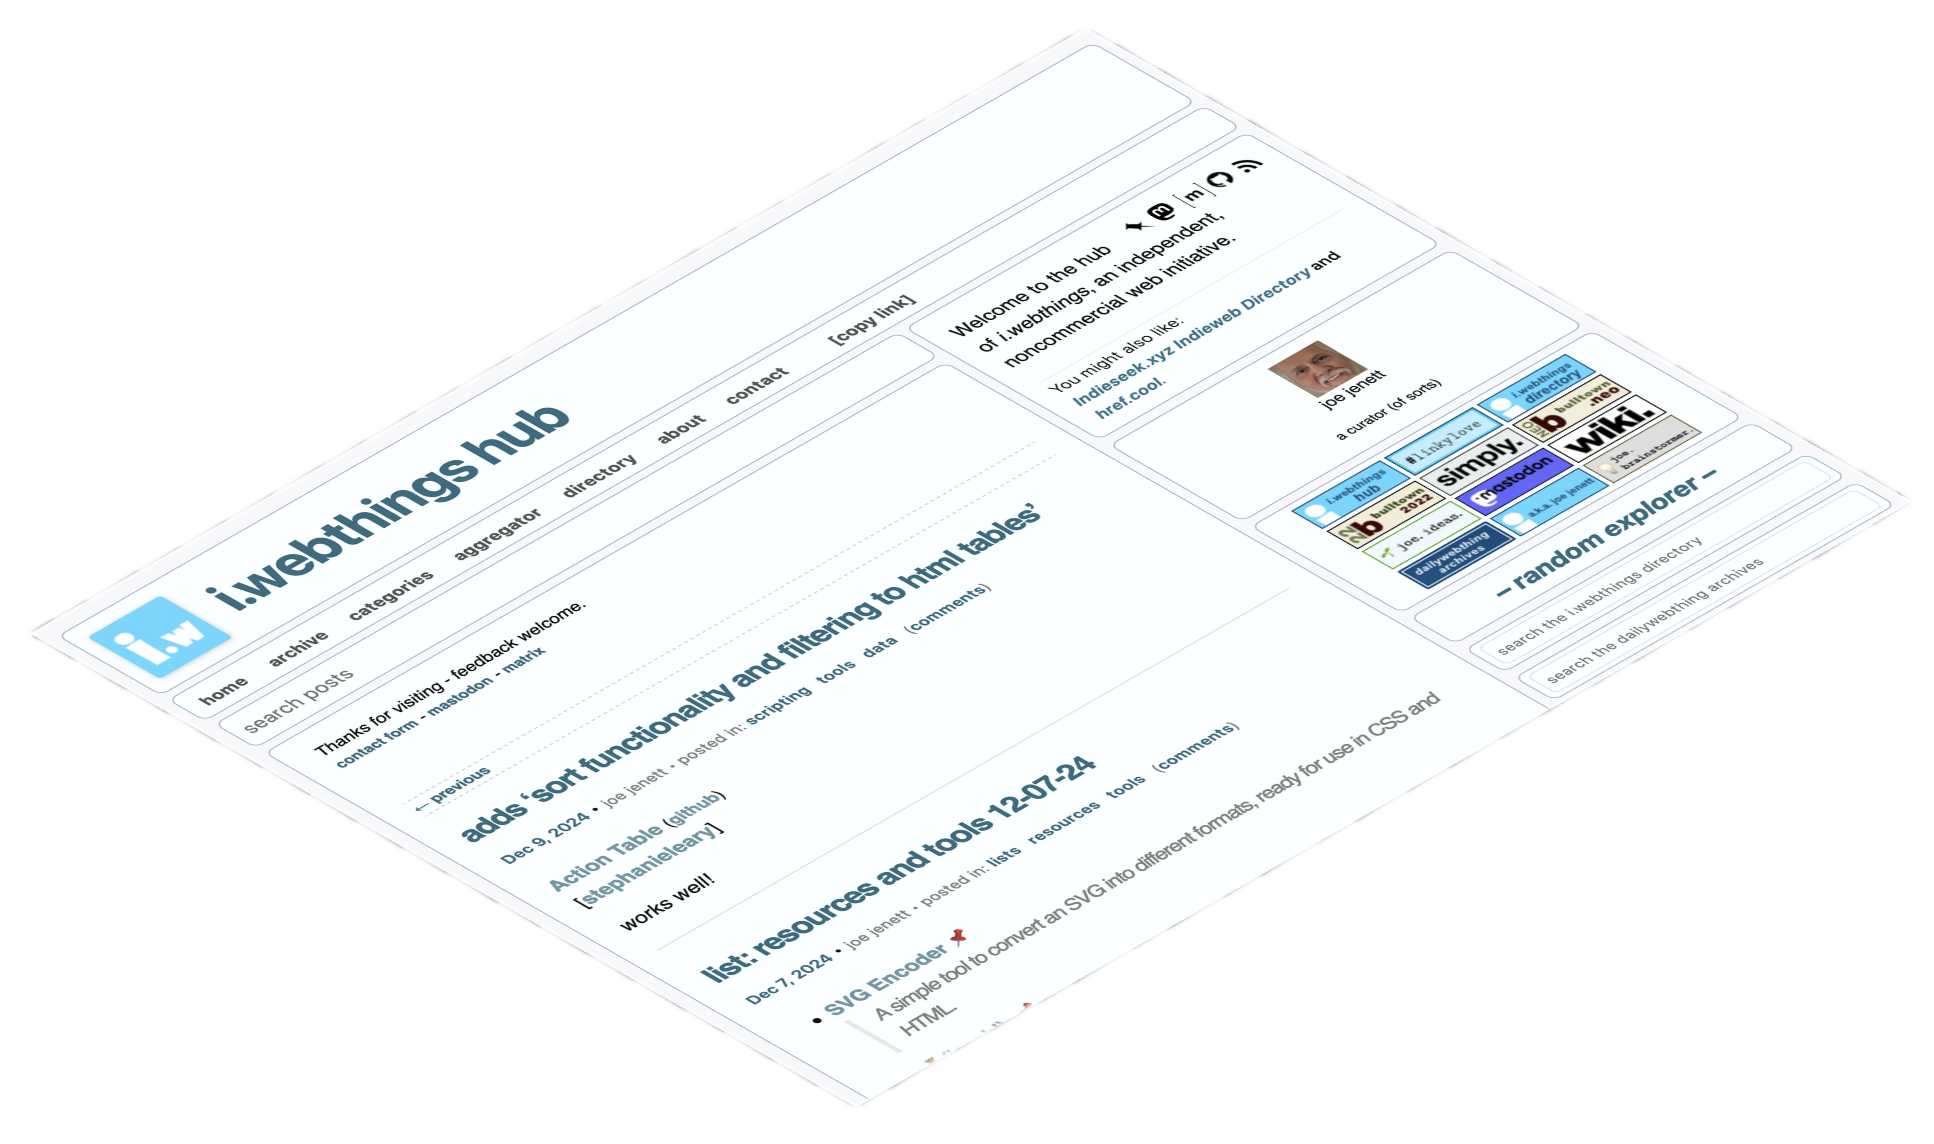 i.w
i.webthings hub
home archive categories aggregator directory about contact [copy link]
search posts
Thanks for visiting - feedback welcome.
contact form - mastodon - matrix
← previous
adds ‘sort functionality and filtering to html tables’
Dec 9, 2024 • joe jenett • posted in: scripting tools data (comments)
Action Table (github)
[stephanieleary]
works well!
list: resources and tools 12-07-24
Dec 7, 2024 • joe jenett • posted in: lists resources tools (comments)
• SVG Encoder
A simple tool to convert an SVG into different formats, ready for use in CSS and
HTML.
[m]
Welcome to the hub
of i.webthings, an independent,
noncommercial web initiative.
You might also like:
Indieseek.xyz Indieweb Directory and
href.cool.
joe jenett
a curator (of sorts)
i.webthings
hub
#linkylove
i.webthings
directory
b
bulltown
2022
simply.
NEO
b
bulltown
.neo
joe. ideas.
mastodon
wiki.
dailywebthing
archives
a.k.a. joe jenett
joe.
brainstormer.
– random explorer –
search the i.webthings directory
search the dailywebthing archives